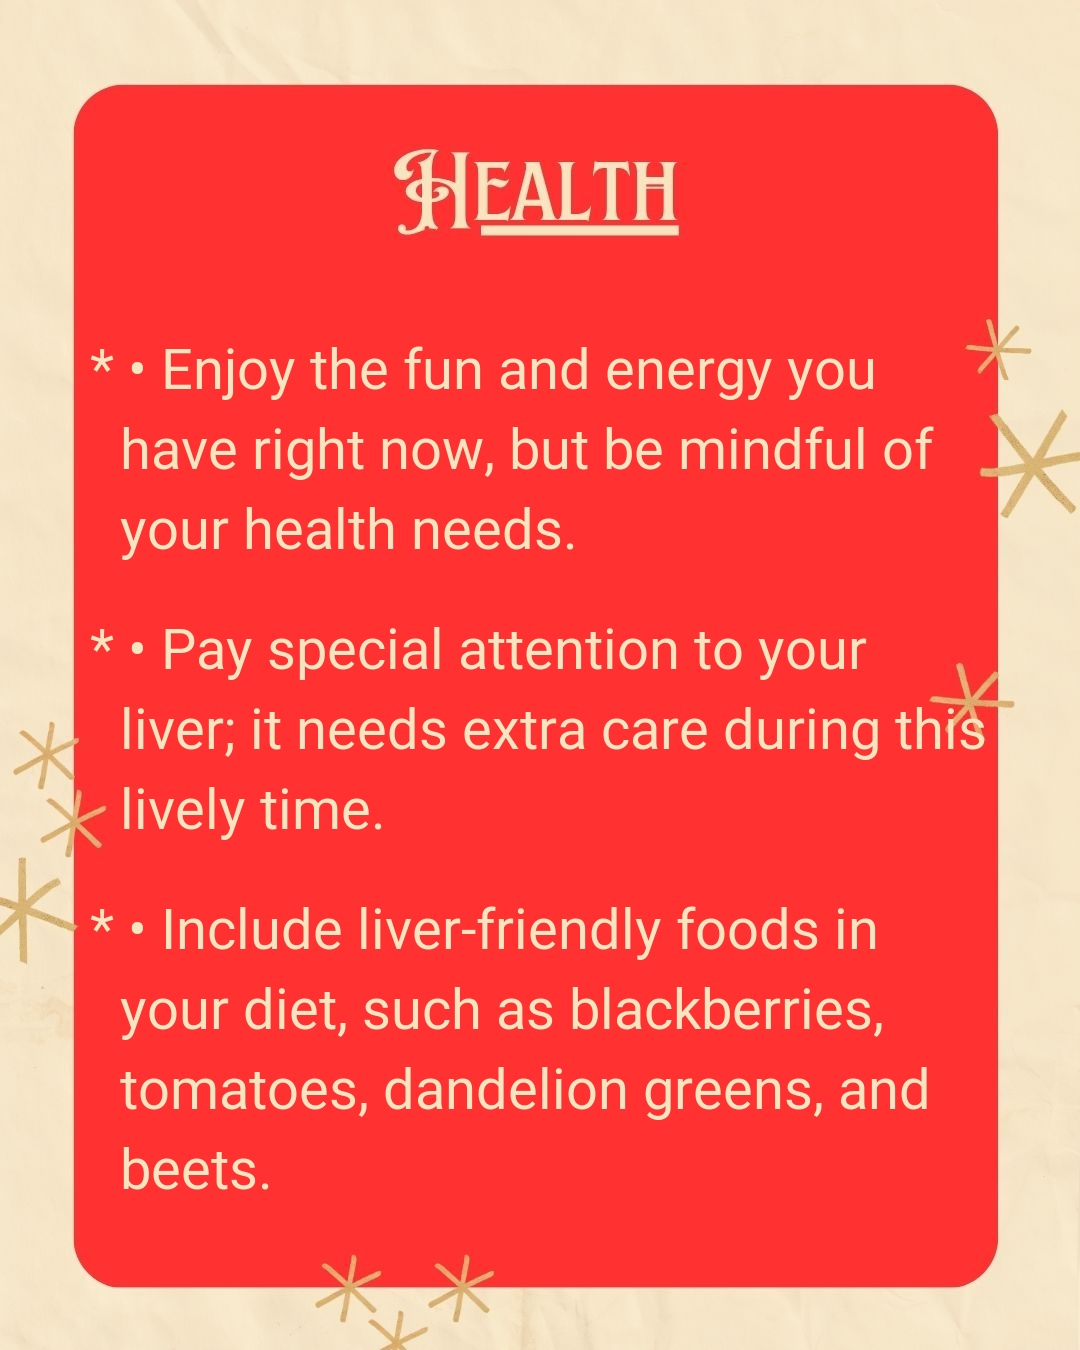 Health
* • Enjoy the fun and energy you
have right now, but be mindful of
your health needs.
* • Pay special attention to your
liver; it needs extra care during this
lively time.
* • Include liver-friendly foods in
your diet, such as blackberries,
tomatoes, dandelion greens, and
beets.